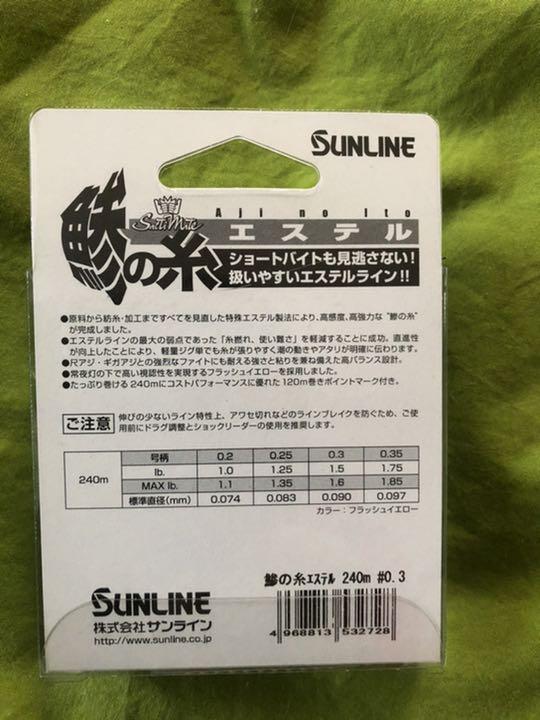 SUNLINE
Aji no Ito
SaltiMate
鯵の糸
エステル
ショートバイトも見逃さない！
扱いやすいエステルライン!!
●原料から紡糸・加工まですべてを見直した特殊エステル製法により、高感度、高強力な“鯵の糸”
が完成しました。
●エステルラインの最大の弱点であった「糸撚れ、使い難さ」を軽減することに成功。直進性
が向上したことにより、軽量ジグ単でも糸が張りやすく潮の動きやアタリが明確に伝わります。
●尺アジ・ギガアジとの強烈なファイトにも耐える強さと粘りを兼ね備えた高バランス設計。
●常夜灯の下で高い視認性を実現するフラッシュイエローを採用しました。
●たっぷり巻ける240mにコストパフォーマンスに優れた120m巻きポイントマーク付き。
ご注意
伸びの少ないライン特性上、アワセ切れなどのラインブレイクを防ぐため、ご使
用前にドラグ調整とショックリーダーの使用を推奨します。
240m
号柄 0.2 0.25 0.3 0.35
lb. 1.0 1.25 1.5 1.75
MAX lb. 1.1 1.35 1.6 1.85
標準直径(mm) 0.074 0.083 0.090 0.097
カラー：フラッシュイエロー
鯵の糸エステル 240m #0.3
SUNLINE
株式会社サンライン
http://www.sunline.co.jp
4 968813 532728